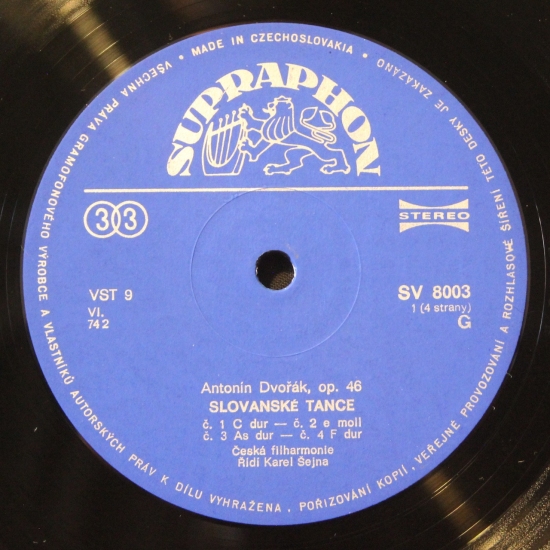 • MADE IN CZECHOSLOVAKIA •
VŠECHNA PRÁVA GRAMOFONOVÉHO VÝROBCE A VLASTNÍKŮ AUTORSKÝCH PRÁV K DÍLU VYHRAŽENA. POŘIZOVÁNÍ KOPIÍ, VEŘEJNÉ PROVOZOVÁNÍ A ROZHLASOVÉ ŠÍŘENÍ TÉTO DESKY JE ZAKÁZÁNO
SUPRAPHON
33
STEREO
VST 9
SV 8003
VI.
742
1 (4 strany)
G
Antonín Dvořák, op. 46
SLOVANSKÉ TANCE
č. 1 C dur — č. 2 e moll
č. 3 As dur — č. 4 F dur
Česká filharmonie
Řídí Karel Šejna